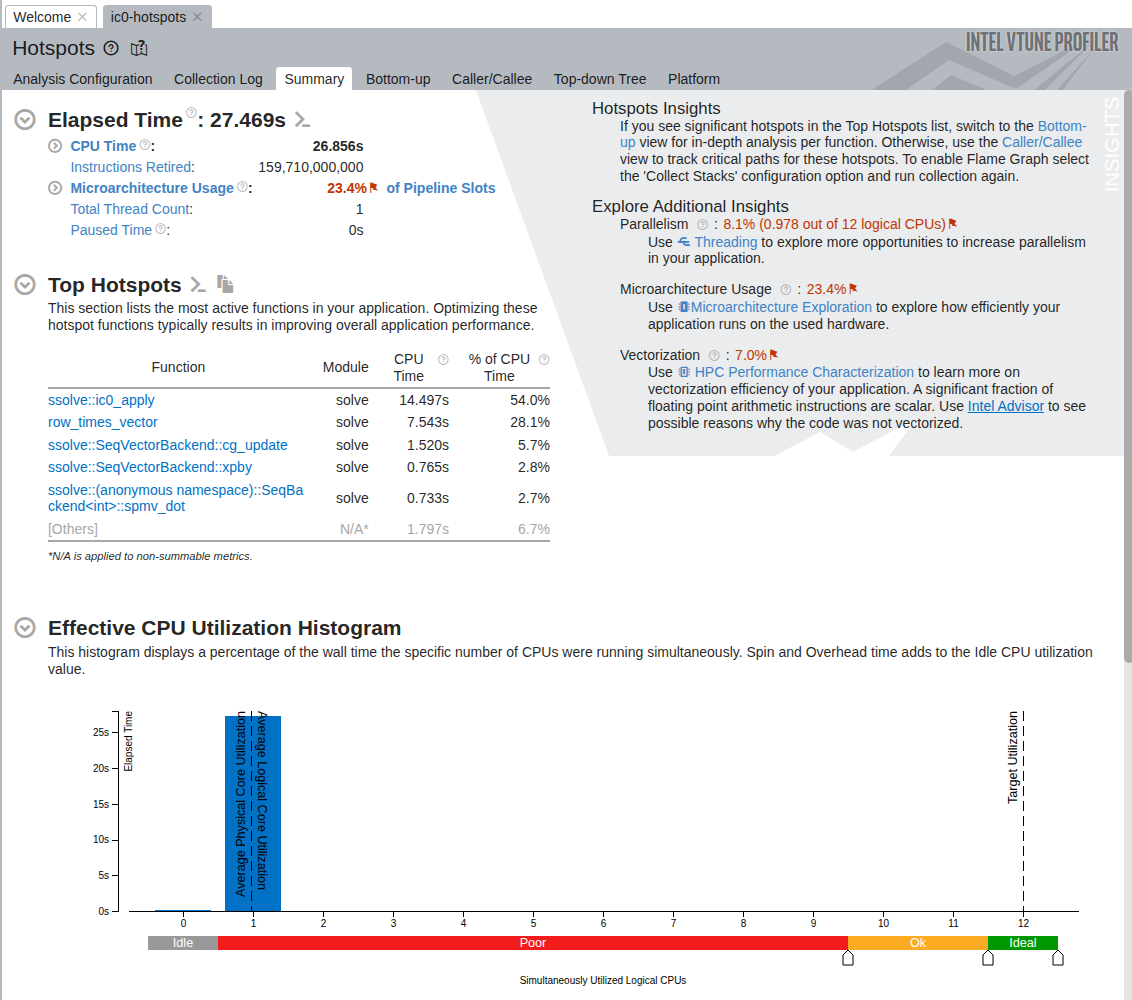 Welcome ic0-hotspots
Hotspots INTEL VTUNE PROFILER
Analysis Configuration Collection Log Summary Bottom-up Caller/Callee Top-down Tree Platform
Elapsed Time: 27.469s
CPU Time: 26.856s
Instructions Retired: 159,710,000,000
Microarchitecture Usage: 23.4% of Pipeline Slots
Total Thread Count: 1
Paused Time: 0s
Top Hotspots
This section lists the most active functions in your application. Optimizing these
hotspot functions typically results in improving overall application performance.
Function Module CPU Time % of CPU Time
ssolve::ic0_apply solve 14.497s 54.0%
row_times_vector solve 7.543s 28.1%
ssolve::SeqVectorBackend::cg_update solve 1.520s 5.7%
ssolve::SeqVectorBackend::xpby solve 0.765s 2.8%
ssolve::(anonymous namespace)::SeqBa
ckend<int>::spmv_dot solve 0.733s 2.7%
[Others] N/A* 1.797s 6.7%
*N/A is applied to non-summable metrics.
INSIGHTS
Hotspots Insights
If you see significant hotspots in the Top Hotspots list, switch to the Bottom-
up view for in-depth analysis per function. Otherwise, use the Caller/Callee
view to track critical paths for these hotspots. To enable Flame Graph select
the 'Collect Stacks' configuration option and run collection again.
Explore Additional Insights
Parallelism : 8.1% (0.978 out of 12 logical CPUs)
Use Threading to explore more opportunities to increase parallelism
in your application.
Microarchitecture Usage : 23.4%
Use Microarchitecture Exploration to explore how efficiently your
application runs on the used hardware.
Vectorization : 7.0%
Use HPC Performance Characterization to learn more on
vectorization efficiency of your application. A significant fraction of
floating point arithmetic instructions are scalar. Use Intel Advisor to see
possible reasons why the code was not vectorized.
Effective CPU Utilization Histogram
This histogram displays a percentage of the wall time the specific number of CPUs were running simultaneously. Spin and Overhead time adds to the Idle CPU utilization
value.
Elapsed Time
25s
20s
15s
10s
5s
0s
Average Physical Core Utilization
Average Logical Core Utilization
Target Utilization
0 1 2 3 4 5 6 7 8 9 10 11 12
Idle Poor Ok Ideal
Simultaneously Utilized Logical CPUs